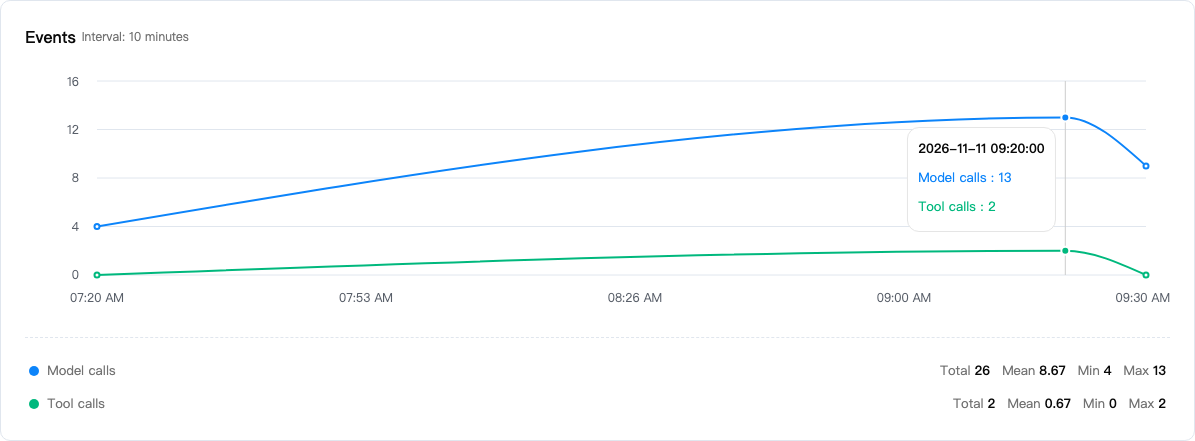 Events Interval: 10 minutes
16
12
8
4
0
2026-11-11 09:20:00
Model calls : 13
Tool calls : 2
07:20 AM 07:53 AM 08:26 AM 09:00 AM 09:30 AM
Model calls Total 26 Mean 8.67 Min 4 Max 13
Tool calls Total 2 Mean 0.67 Min 0 Max 2